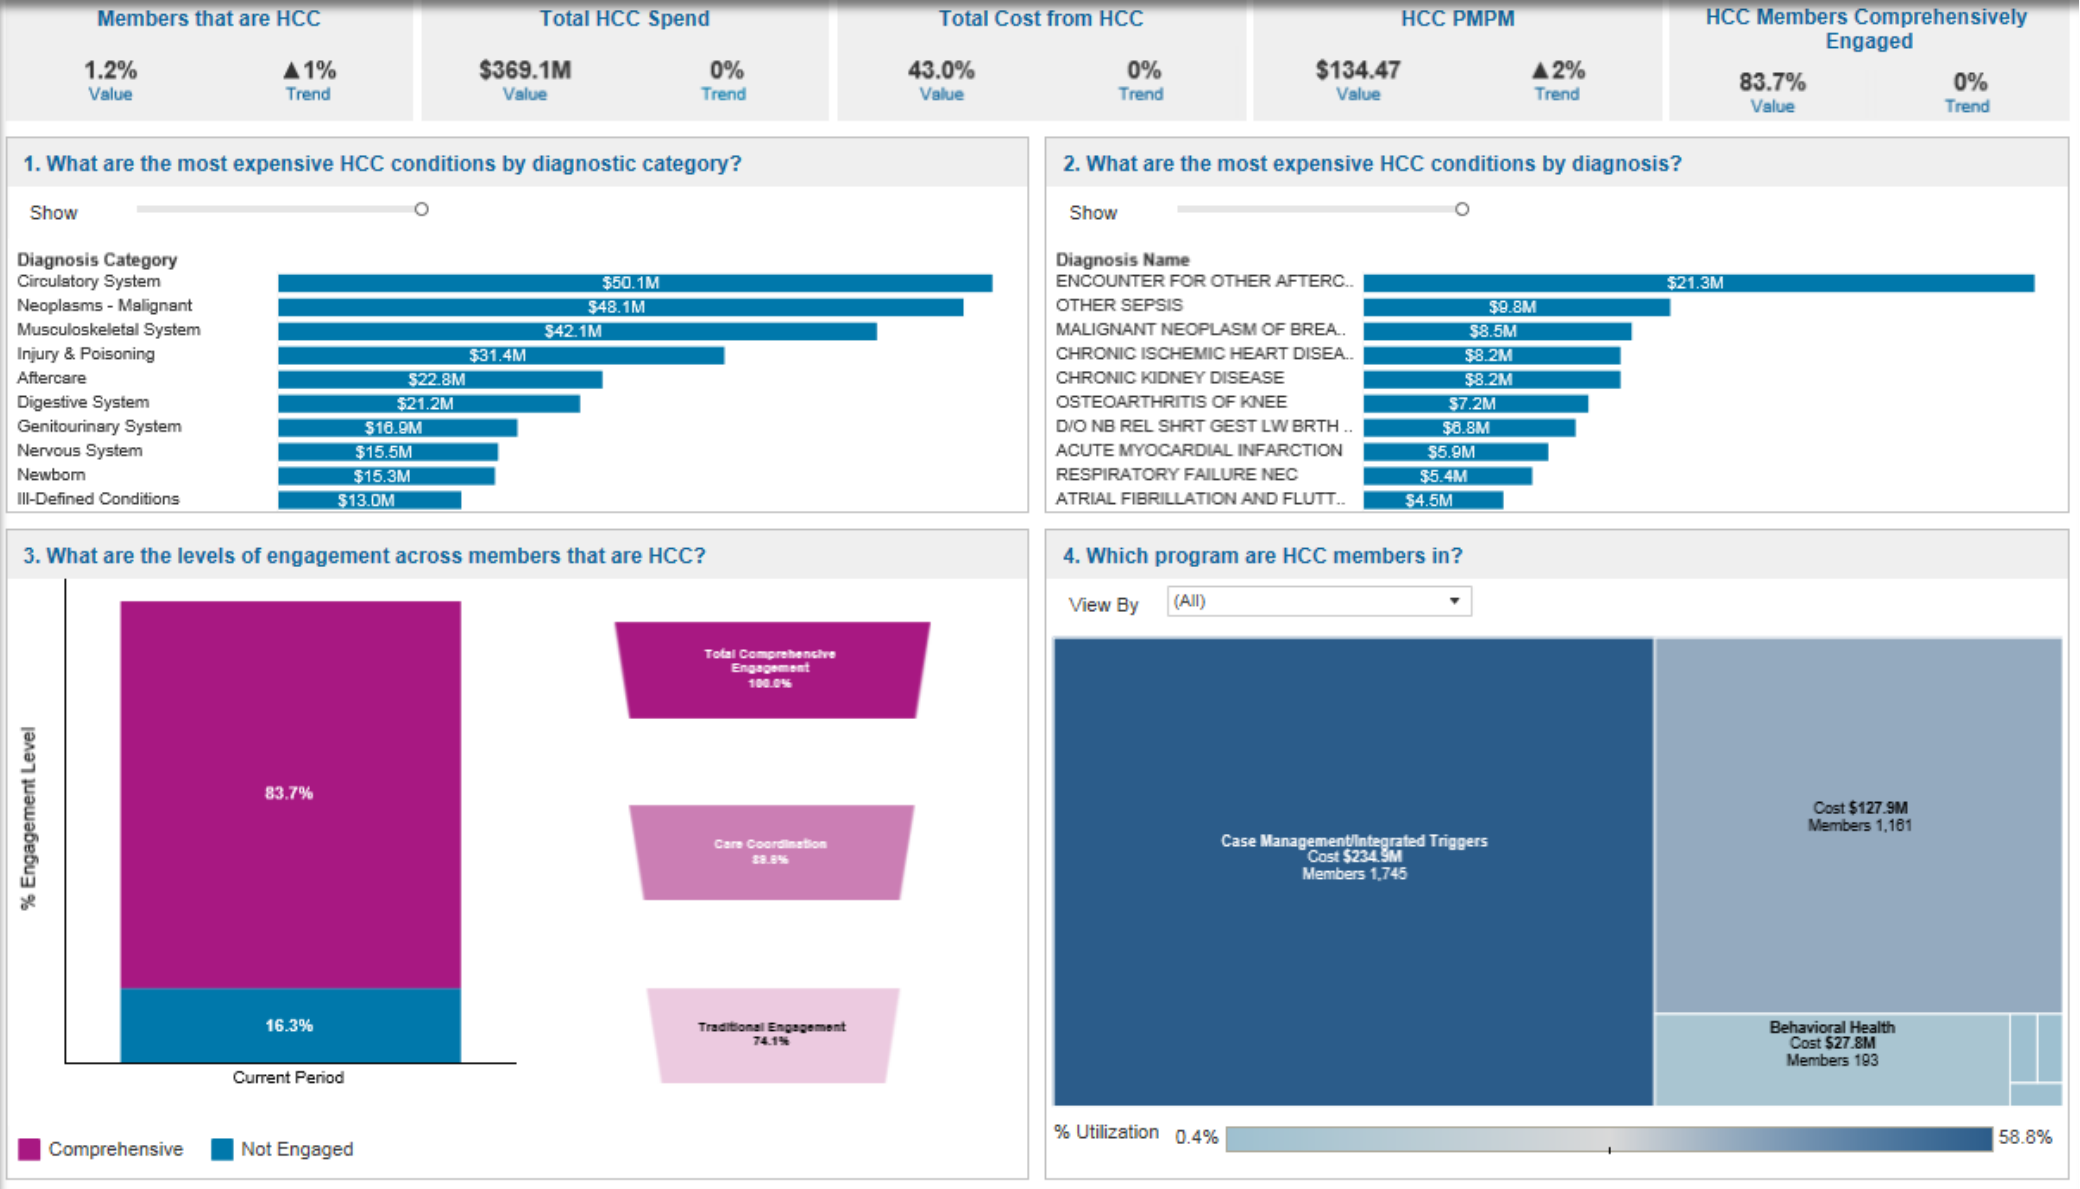 Members that are HCC
1.2%
Value
▲1%
Trend
Total HCC Spend
$369.1M
Value
0%
Trend
Total Cost from HCC
43.0%
Value
0%
Trend
HCC PMPM
$134.47
Value
▲2%
Trend
HCC Members Comprehensively
Engaged
83.7%
Value
0%
Trend
1. What are the most expensive HCC conditions by diagnostic category?
Show
Diagnosis Category
Circulatory System $50.1M
Neoplasms - Malignant $48.1M
Musculoskeletal System $42.1M
Injury & Poisoning $31.4M
Aftercare $22.8M
Digestive System $21.2M
Genitourinary System $16.9M
Nervous System $15.5M
Newborn $15.3M
Ill-Defined Conditions $13.0M
2. What are the most expensive HCC conditions by diagnosis?
Show
Diagnosis Name
ENCOUNTER FOR OTHER AFTERC.. $21.3M
OTHER SEPSIS $9.8M
MALIGNANT NEOPLASM OF BREA.. $8.5M
CHRONIC ISCHEMIC HEART DISEA.. $8.2M
CHRONIC KIDNEY DISEASE $8.2M
OSTEOARTHRITIS OF KNEE $7.2M
D/O NB REL SHRT GEST LW BRTH .. $6.8M
ACUTE MYOCARDIAL INFARCTION $5.9M
RESPIRATORY FAILURE NEC $5.4M
ATRIAL FIBRILLATION AND FLUTT.. $4.5M
3. What are the levels of engagement across members that are HCC?
% Engagement Level
83.7%
16.3%
Current Period
Total Comprehensive
Engagement
100.0%
Care Coordination
Traditional Engagement
74.1%
Comprehensive
Not Engaged
4. Which program are HCC members in?
View By
(All)
Case Management/Integrated Triggers
Cost $234.9M
Members 1,745
Cost $127.9M
Members 1,161
Behavioral Health
Cost $27.8M
Members 193
% Utilization
0.4%
58.8%